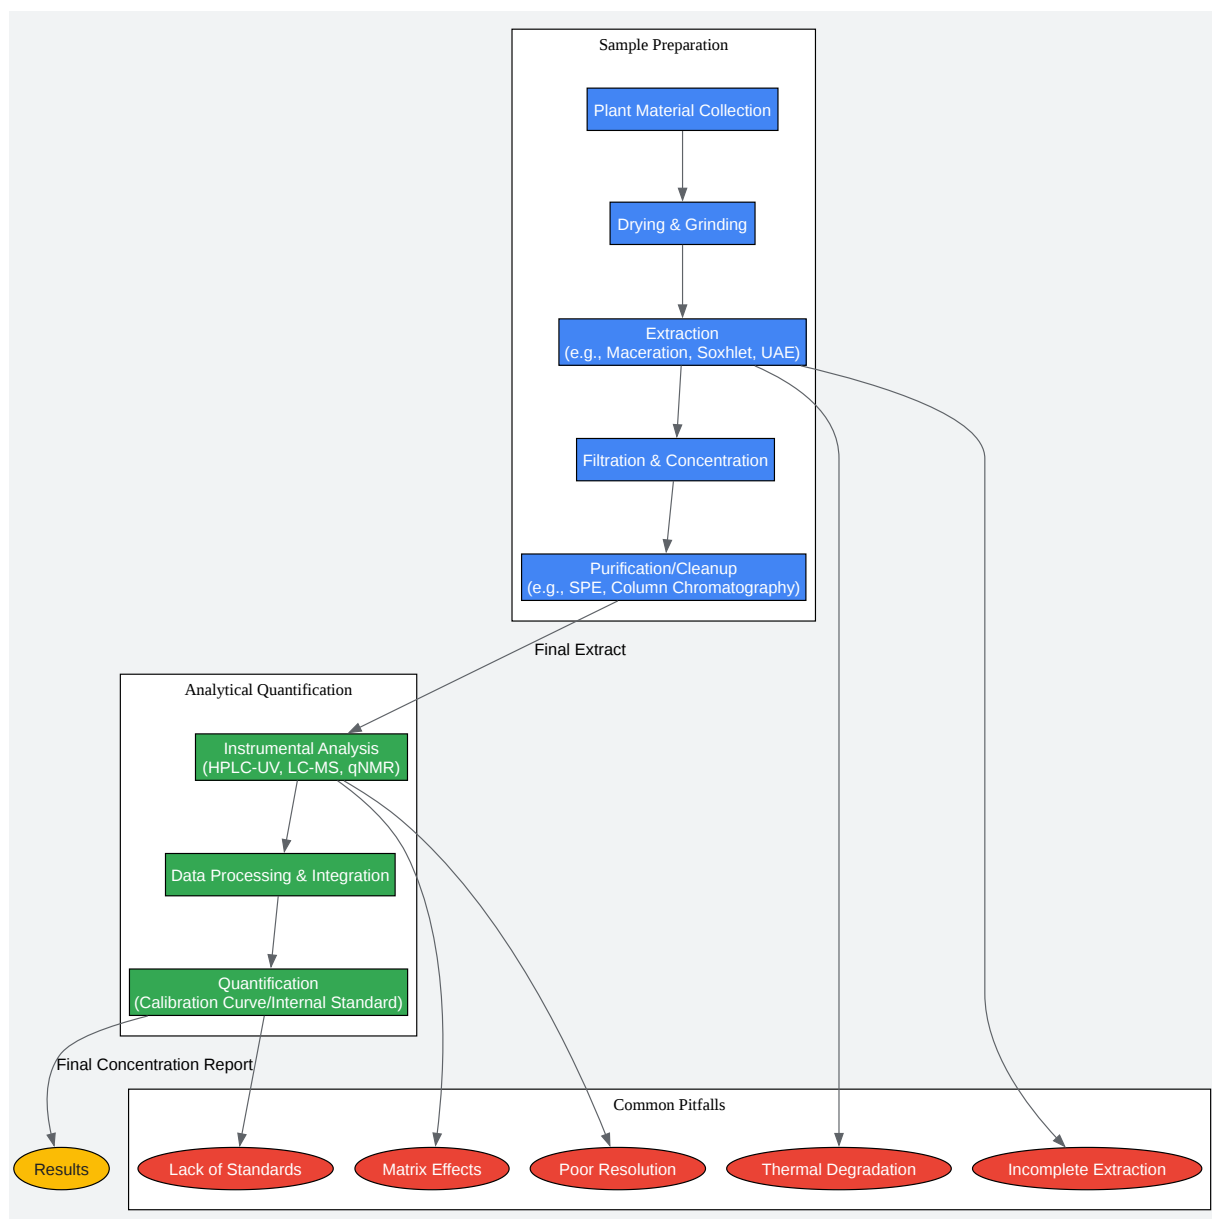 Sample Preparation
Plant Material Collection
Drying & Grinding
Extraction
(e.g., Maceration, Soxhlet, UAE)
Filtration & Concentration
Purification/Cleanup
(e.g., SPE, Column Chromatography)
Final Extract
Analytical Quantification
Instrumental Analysis
(HPLC-UV, LC-MS, qNMR)
Data Processing & Integration
Quantification
(Calibration Curve/Internal Standard)
Final Concentration Report
Common Pitfalls
Results
Lack of Standards
Matrix Effects
Poor Resolution
Thermal Degradation
Incomplete Extraction